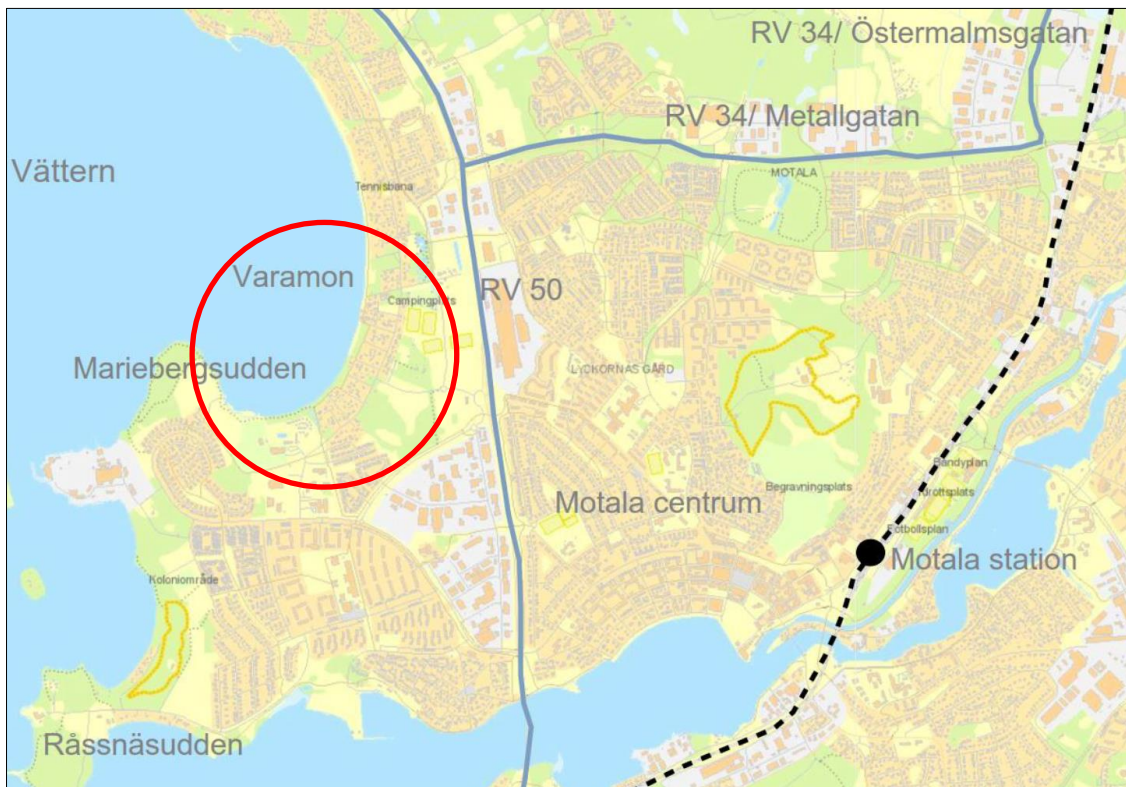 RV 34/ Östermalmsgatan
RV 34/ Metallgatan
Vättern
MOTALA
Tennisbana
Varamon
RV 50
Campingplats
Mariebergsudden
LYCKORNAS GÅRD
Bandyplan
Begravningsplats
Idrottsplats
Motala centrum
Fotbollsplan
Motala station
Koloniområde
Råssnäsudden